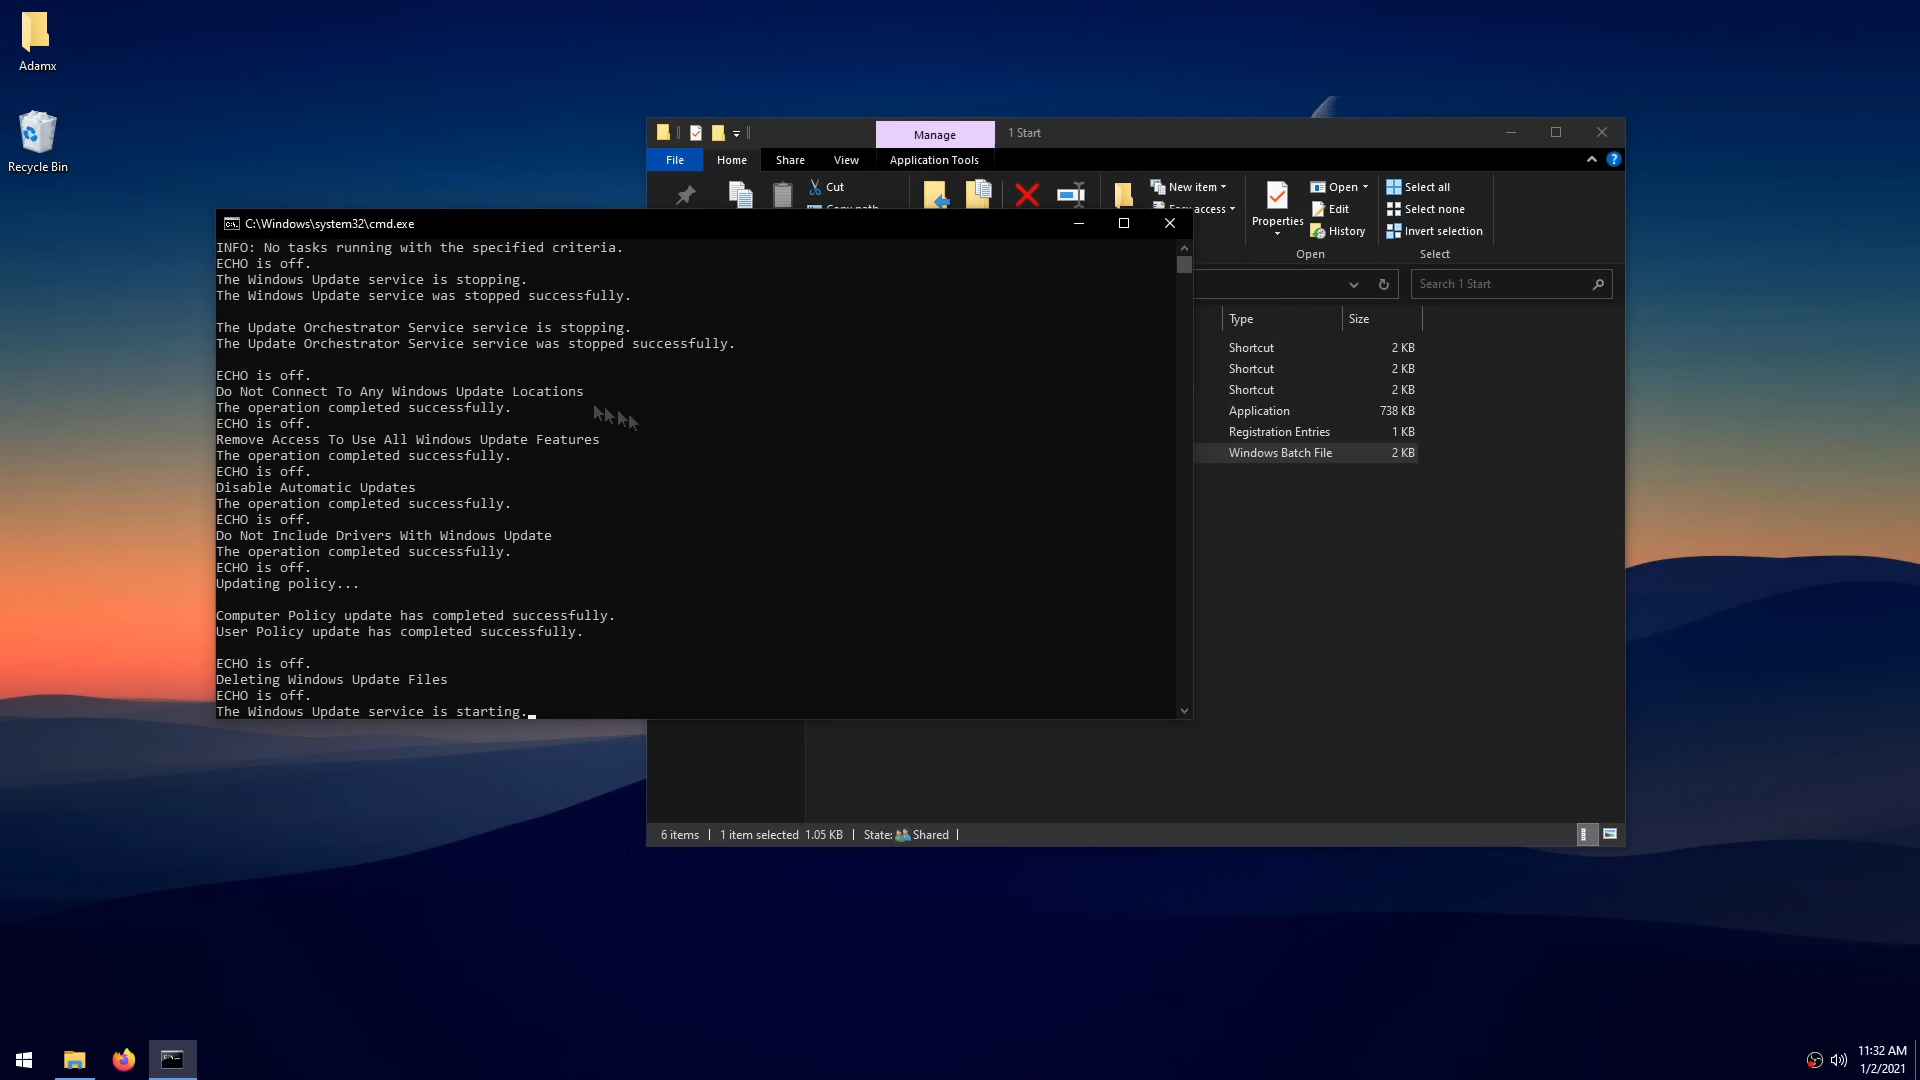 Adamx
Recycle Bin
Manage
1 Start
File
Home
Share
View
Application Tools
Cut
New item
Open
Select all
Easy access
Edit
Select none
Properties
History
Invert selection
Open
Select
Search 1 Start
Type
Size
Shortcut
2 KB
Shortcut
2 KB
Shortcut
2 KB
Application
738 KB
Registration Entries
1 KB
Windows Batch File
2 KB
6 items
1 item selected 1.05 KB
State: Shared
C:\Windows\system32\cmd.exe
INFO: No tasks running with the specified criteria.
ECHO is off.
The Windows Update service is stopping.
The Windows Update service was stopped successfully.
The Update Orchestrator Service service is stopping.
The Update Orchestrator Service service was stopped successfully.
ECHO is off.
Do Not Connect To Any Windows Update Locations
The operation completed successfully.
ECHO is off.
Remove Access To Use All Windows Update Features
The operation completed successfully.
ECHO is off.
Disable Automatic Updates
The operation completed successfully.
ECHO is off.
Do Not Include Drivers With Windows Update
The operation completed successfully.
ECHO is off.
Updating policy...
Computer Policy update has completed successfully.
User Policy update has completed successfully.
ECHO is off.
Deleting Windows Update Files
ECHO is off.
The Windows Update service is starting.
11:32 AM
1/2/2021